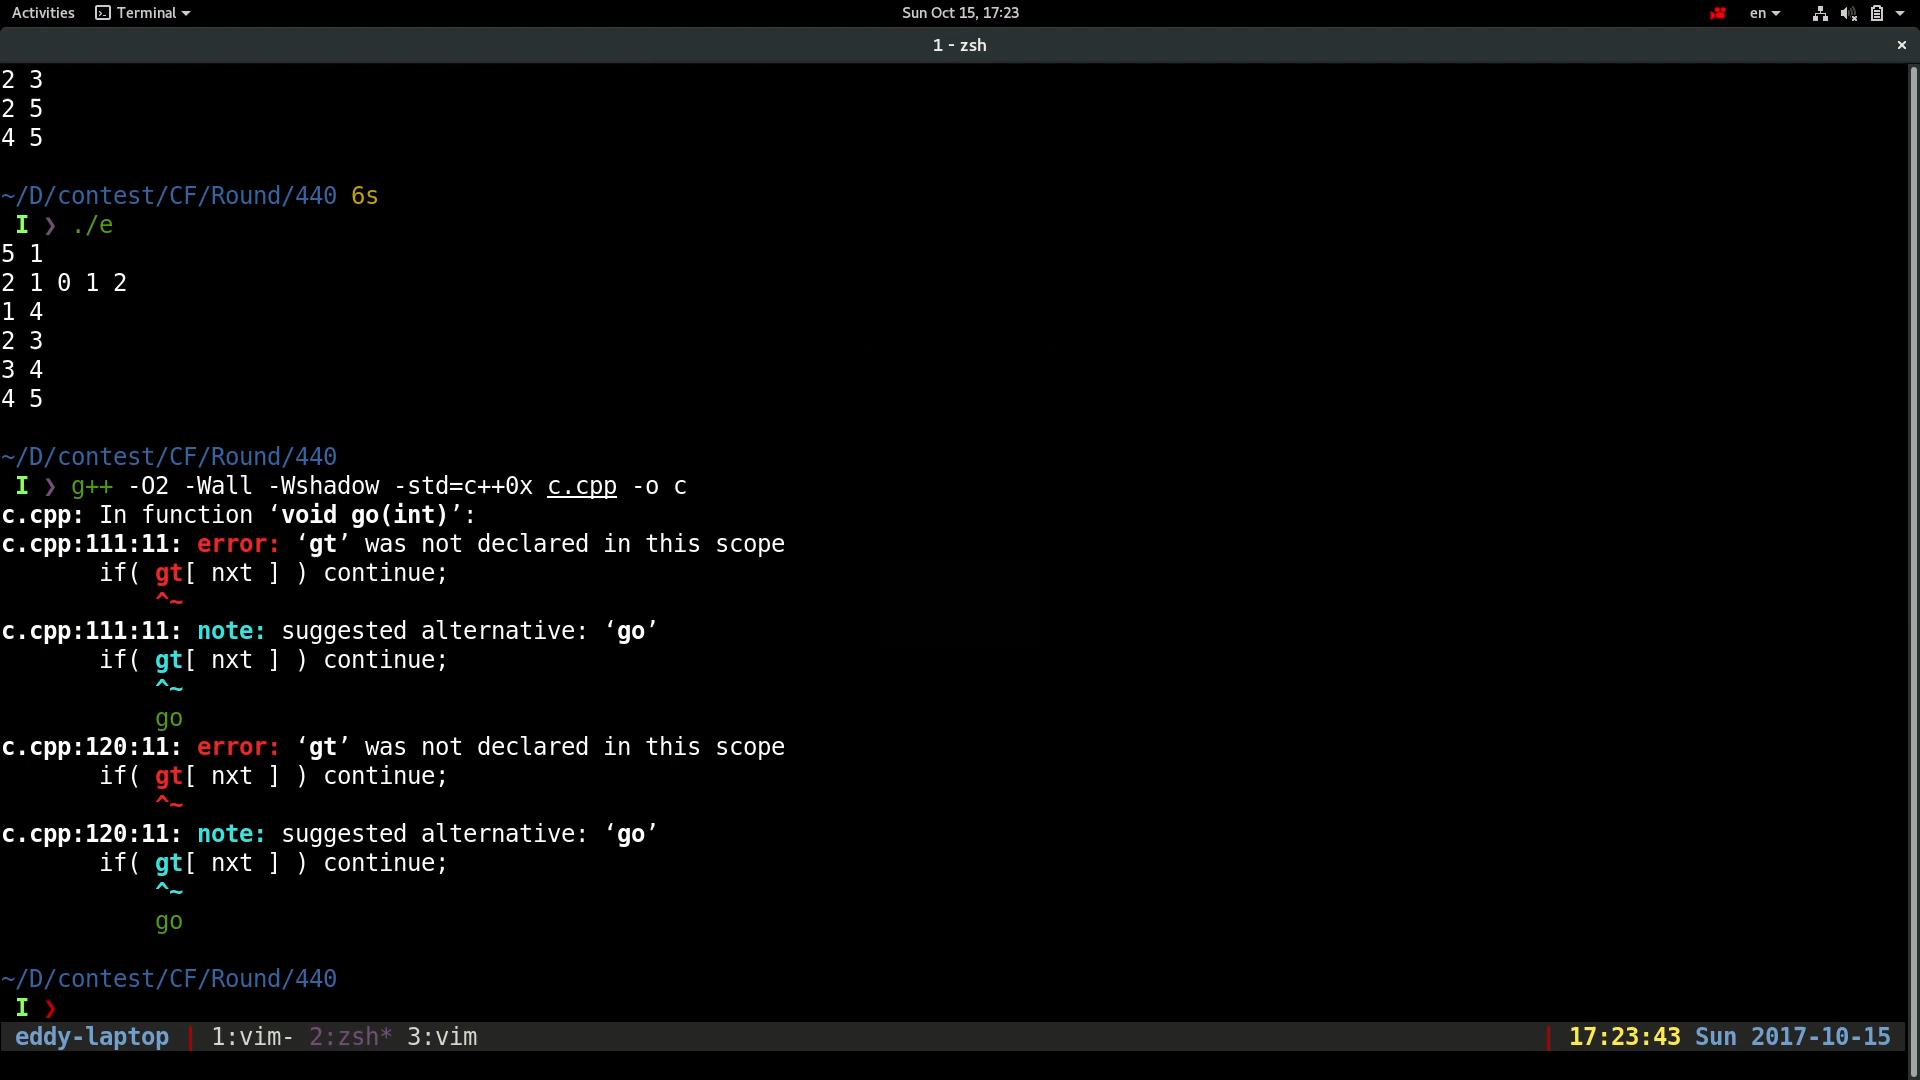 Activities Terminal Sun Oct 15, 17:23 en
1 - zsh ×
2 3
2 5
4 5
~/D/contest/CF/Round/440 6s
I ❯ ./e
5 1
2 1 0 1 2
1 4
2 3
3 4
4 5
~/D/contest/CF/Round/440
I ❯ g++ -O2 -Wall -Wshadow -std=c++0x c.cpp -o c
c.cpp: In function ‘void go(int)’:
c.cpp:111:11: error: ‘gt’ was not declared in this scope
if( gt[ nxt ] ) continue;
^~
c.cpp:111:11: note: suggested alternative: ‘go’
if( gt[ nxt ] ) continue;
^~
go
c.cpp:120:11: error: ‘gt’ was not declared in this scope
if( gt[ nxt ] ) continue;
^~
c.cpp:120:11: note: suggested alternative: ‘go’
if( gt[ nxt ] ) continue;
^~
go
~/D/contest/CF/Round/440
I ❯
eddy-laptop | 1:vim- 2:zsh* 3:vim | 17:23:43 Sun 2017-10-15